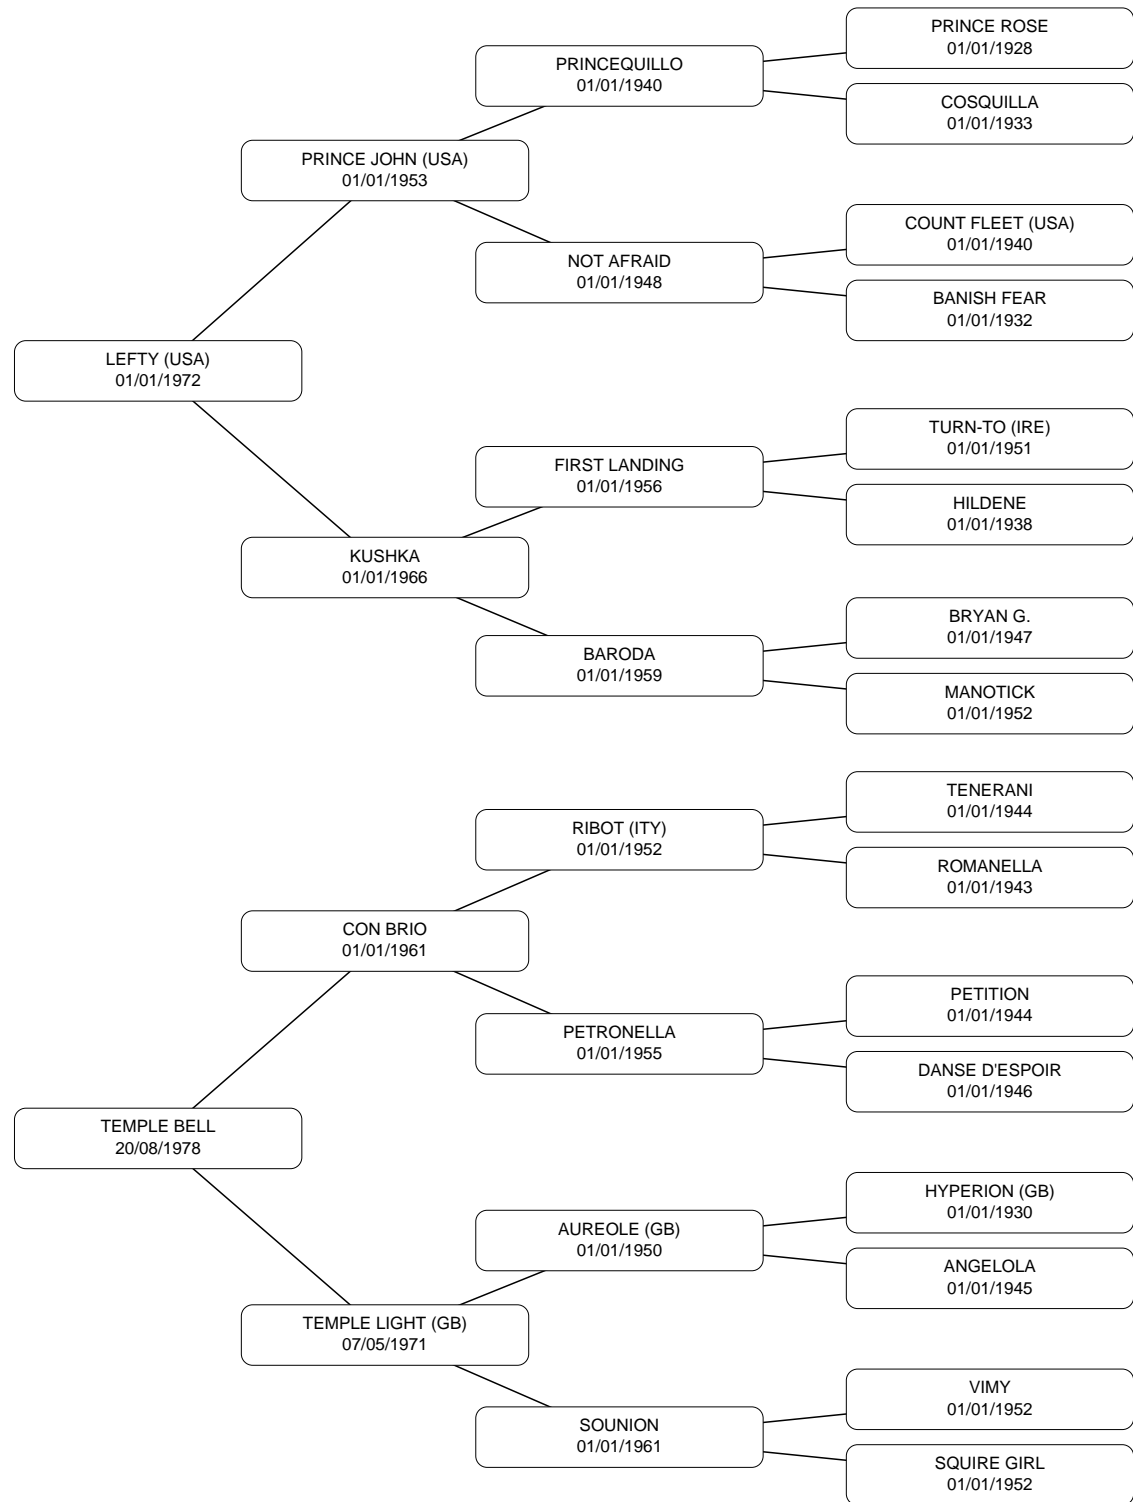 PRINCE ROSE
01/01/1928
PRINCEQUILLO
01/01/1940
COSQUILLA
01/01/1933
PRINCE JOHN (USA)
01/01/1953
COUNT FLEET (USA)
01/01/1940
NOT AFRAID
01/01/1948
BANISH FEAR
01/01/1932
LEFTY (USA)
01/01/1972
TURN-TO (IRE)
01/01/1951
FIRST LANDING
01/01/1956
HILDENE
01/01/1938
KUSHKA
01/01/1966
BRYAN G.
01/01/1947
BARODA
01/01/1959
MANOTICK
01/01/1952
TENERANI
01/01/1944
RIBOT (ITY)
01/01/1952
ROMANELLA
01/01/1943
CON BRIO
01/01/1961
PETITION
01/01/1944
PETRONELLA
01/01/1955
DANSE D'ESPOIR
01/01/1946
TEMPLE BELL
20/08/1978
HYPERION (GB)
01/01/1930
AUREOLE (GB)
01/01/1950
ANGELOLA
01/01/1945
TEMPLE LIGHT (GB)
07/05/1971
VIMY
01/01/1952
SOUNION
01/01/1961
SQUIRE GIRL
01/01/1952